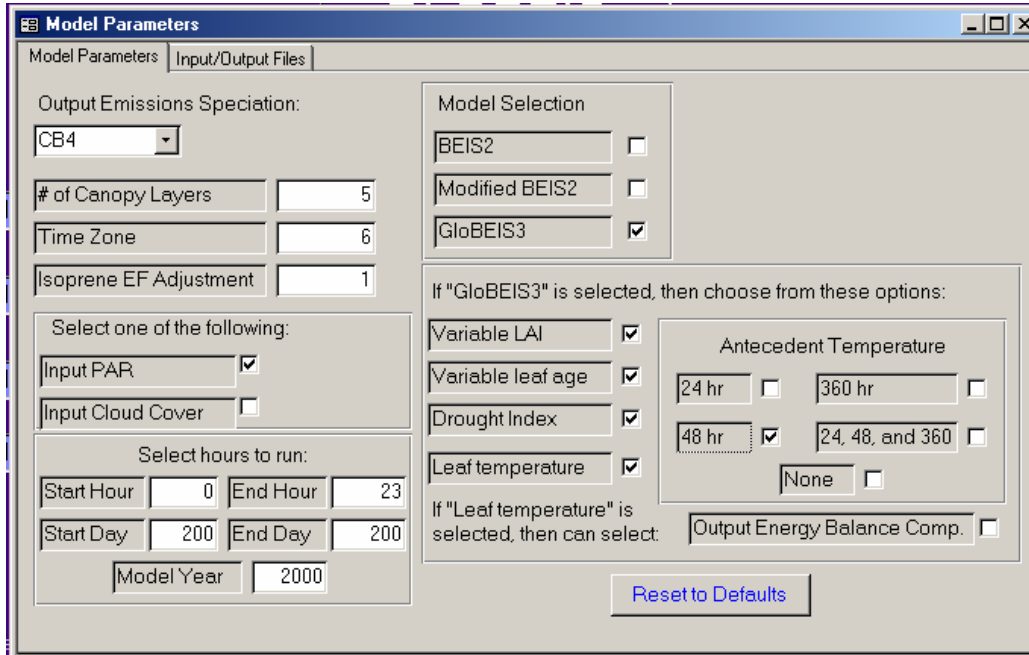 Model Parameters
Model Parameters
Input/Output Files
Output Emissions Speciation:
CB4
# of Canopy Layers 5
Time Zone 6
Isoprene EF Adjustment 1
Select one of the following:
Input PAR
Input Cloud Cover
Select hours to run:
Start Hour 0 End Hour 23
Start Day 200 End Day 200
Model Year 2000
Model Selection
BEIS2
Modified BEIS2
GloBEIS3
If "GloBEIS3" is selected, then choose from these options:
Variable LAI
Variable leaf age
Drought Index
Leaf temperature
Antecedent Temperature
24 hr 360 hr
48 hr 24, 48, and 360
None
If "Leaf temperature" is
selected, then can select:
Output Energy Balance Comp.
Reset to Defaults